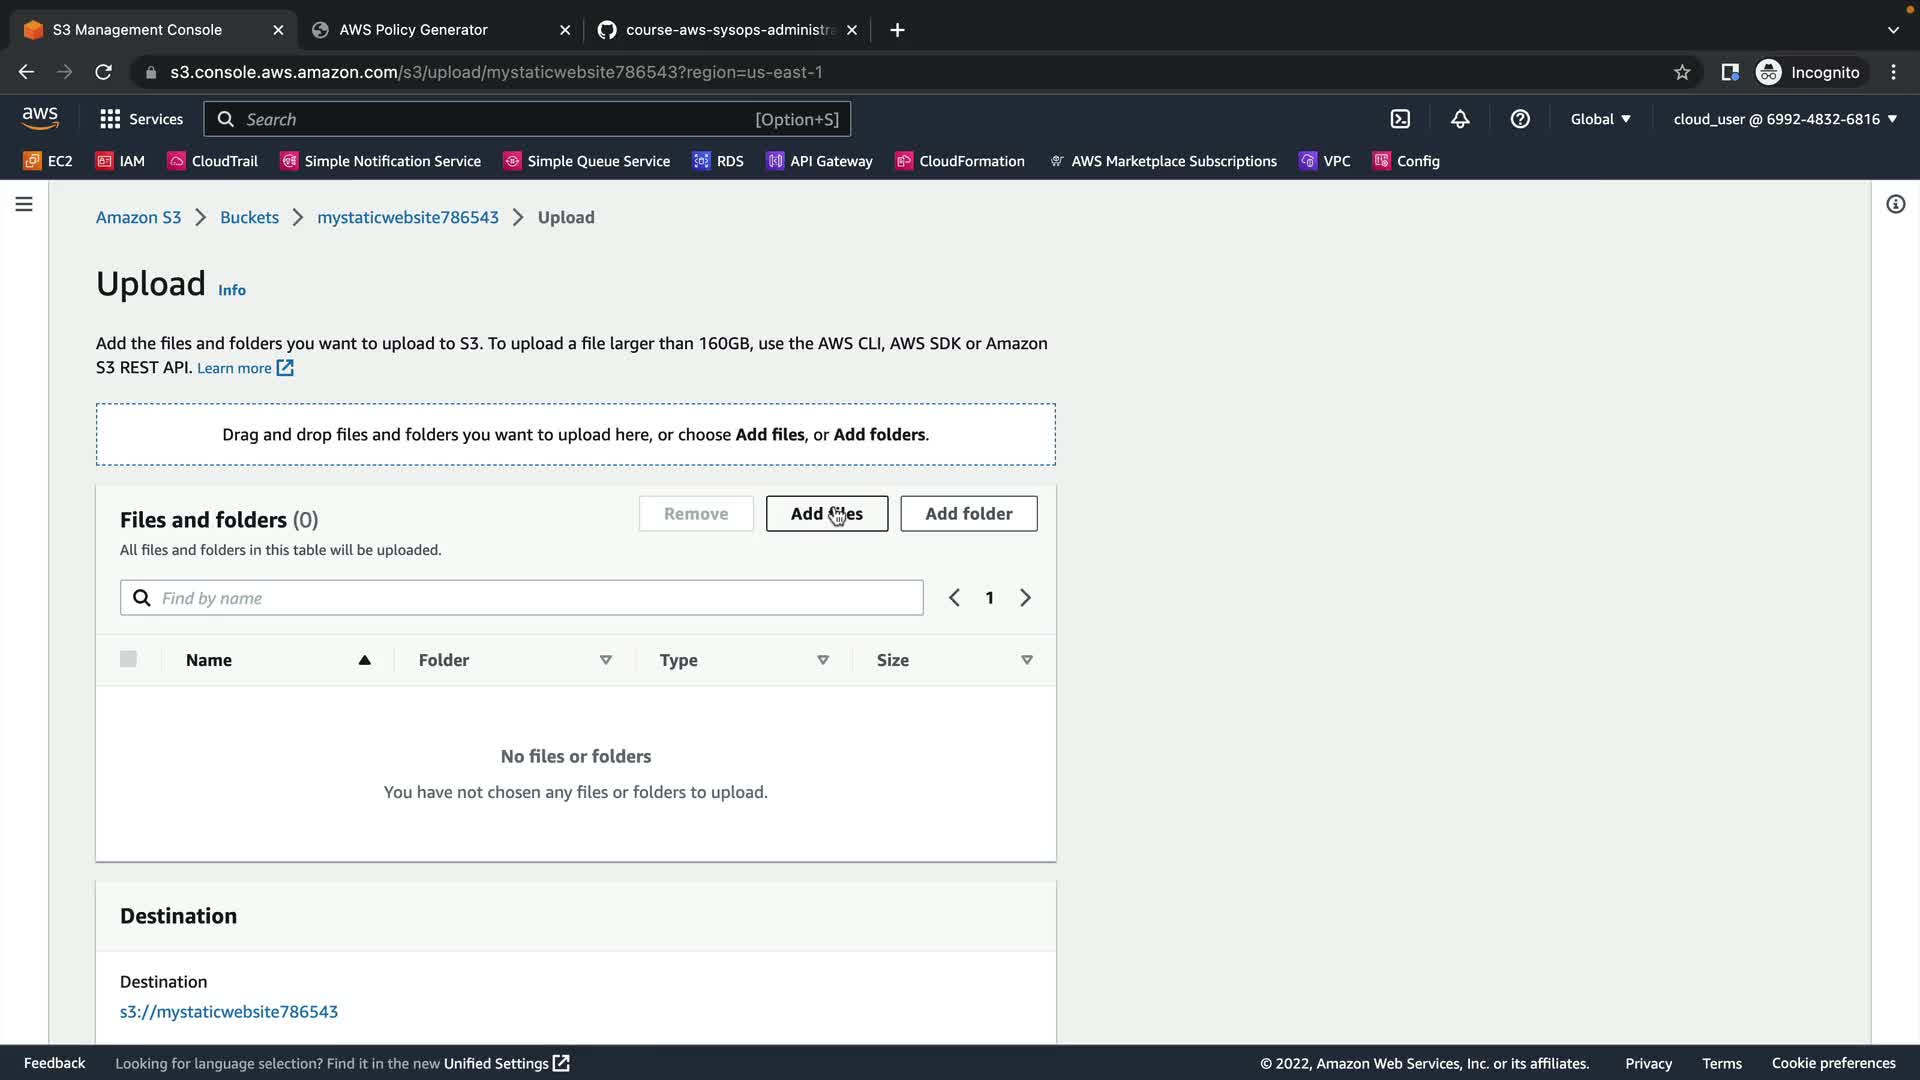 S3 Management Console
AWS Policy Generator
course-aws-sysops-administra
s3.console.aws.amazon.com/s3/upload/mystaticwebsite786543?region=us-east-1
Incognito
aws
Services
Search
[Option+S]
Global
cloud_user @ 6992-4832-6816
EC2
IAM
CloudTrail
Simple Notification Service
Simple Queue Service
RDS
API Gateway
CloudFormation
AWS Marketplace Subscriptions
VPC
Config
Amazon S3
Buckets
mystaticwebsite786543
Upload
Upload
Info
Add the files and folders you want to upload to S3. To upload a file larger than 160GB, use the AWS CLI, AWS SDK or Amazon
S3 REST API. Learn more
Drag and drop files and folders you want to upload here, or choose Add files, or Add folders.
Files and folders (0)
All files and folders in this table will be uploaded.
Remove
Add files
Add folder
Find by name
1
Name
Folder
Type
Size
No files or folders
You have not chosen any files or folders to upload.
Destination
Destination
s3://mystaticwebsite786543
Feedback
Looking for language selection? Find it in the new Unified Settings
© 2022, Amazon Web Services, Inc. or its affiliates.
Privacy
Terms
Cookie preferences